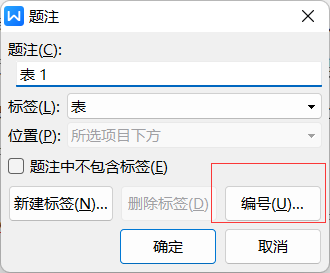 题注
题注(C):
表 1
标签(L): 表
位置(P): 所选项目下方
题注中不包含标签(E)
新建标签(N)... 删除标签(D) 编号(U)...
确定 取消